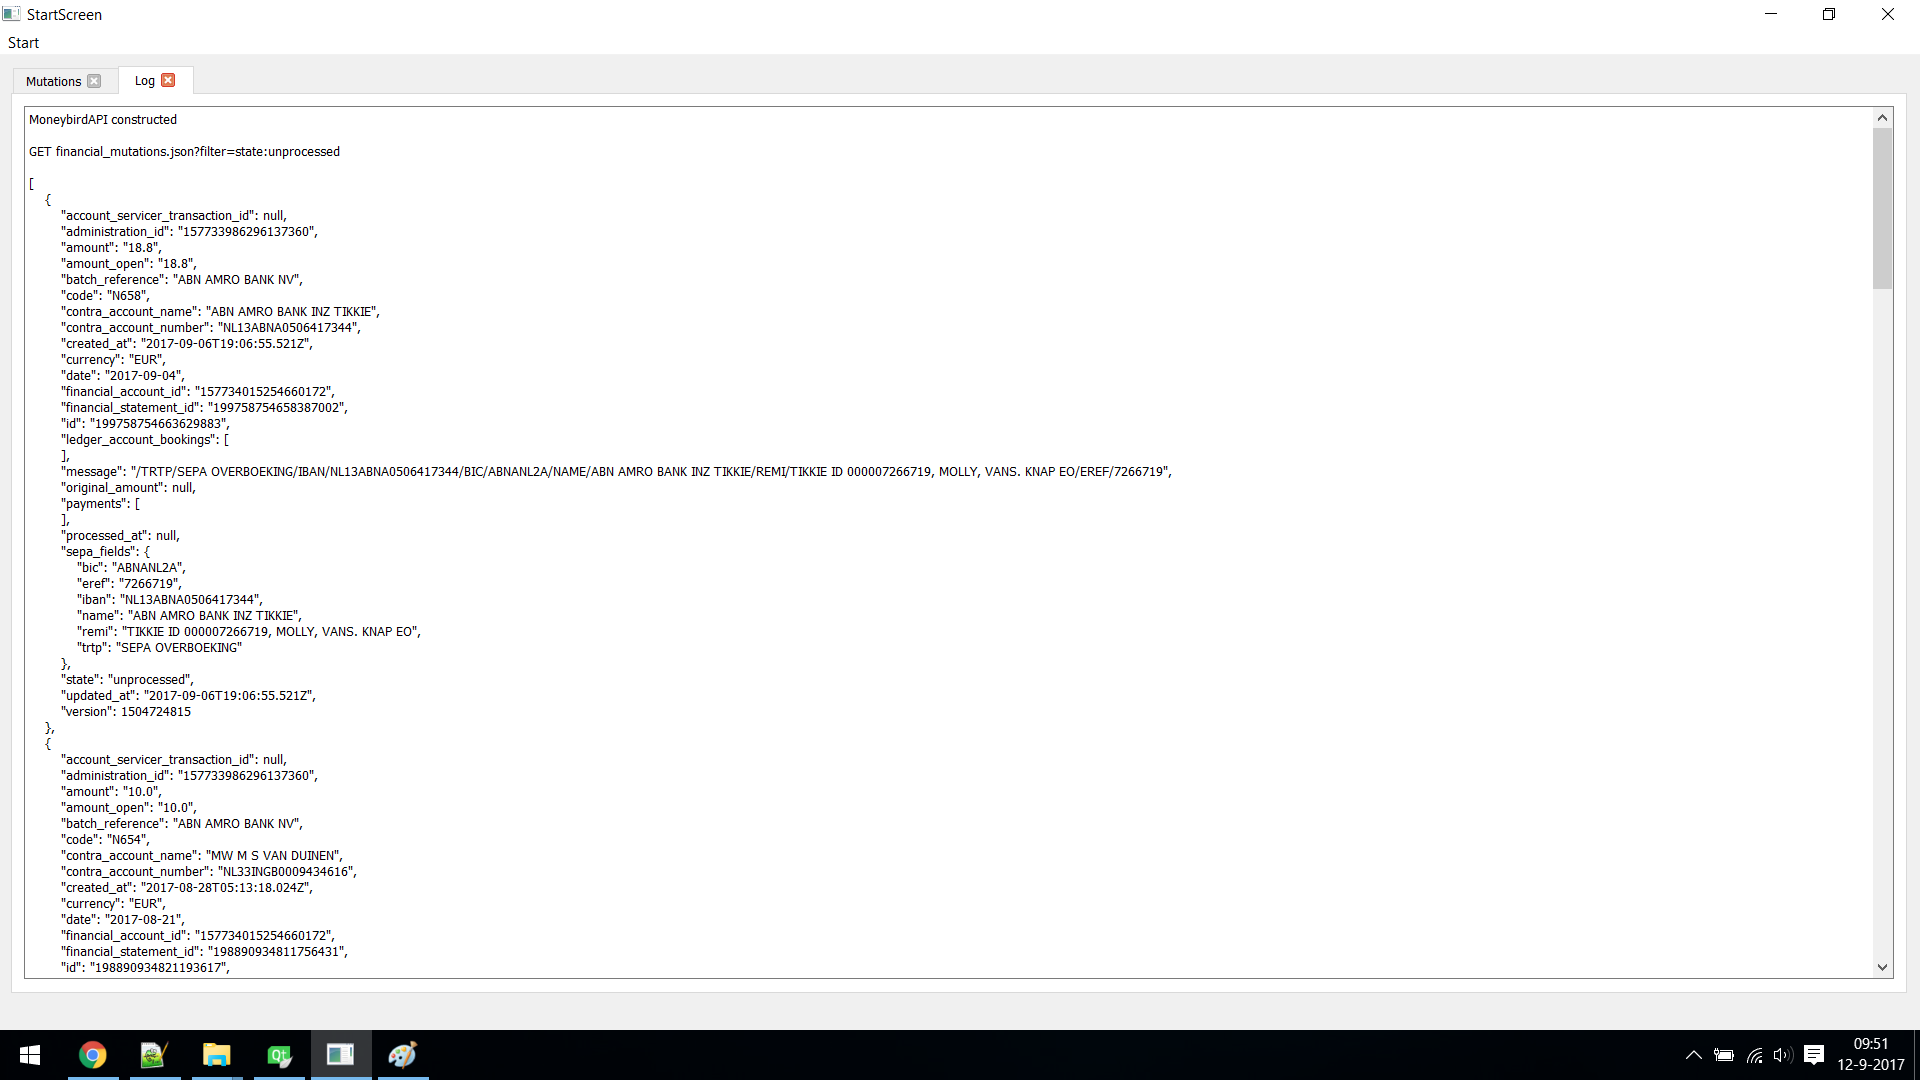 StartScreen
Start
Mutations
Log
MoneybirdAPI constructed
GET financial_mutations.json?filter=state:unprocessed
[
{
"account_servicer_transaction_id": null,
"administration_id": "157733986296137360",
"amount": "18.8",
"amount_open": "18.8",
"batch_reference": "ABN AMRO BANK NV",
"code": "N658",
"contra_account_name": "ABN AMRO BANK INZ TIKKIE",
"contra_account_number": "NL13ABNA0506417344",
"created_at": "2017-09-06T19:06:55.521Z",
"currency": "EUR",
"date": "2017-09-04",
"financial_account_id": "157734015254660172",
"financial_statement_id": "199758754658387002",
"id": "199758754663629883",
"ledger_account_bookings": [
],
"message": "/TRTP/SEPA OVERBOEKING/IBAN/NL13ABNA0506417344/BIC/ABNANL2A/NAME/ABN AMRO BANK INZ TIKKIE/REMI/TIKKIE ID 000007266719, MOLLY, VANS. KNAP EO/EREF/7266719",
"original_amount": null,
"payments": [
],
"processed_at": null,
"sepa_fields": {
"bic": "ABNANL2A",
"eref": "7266719",
"iban": "NL13ABNA0506417344",
"name": "ABN AMRO BANK INZ TIKKIE",
"remi": "TIKKIE ID 000007266719, MOLLY, VANS. KNAP EO",
"trtp": "SEPA OVERBOEKING"
},
"state": "unprocessed",
"updated_at": "2017-09-06T19:06:55.521Z",
"version": 1504724815
},
{
"account_servicer_transaction_id": null,
"administration_id": "157733986296137360",
"amount": "10.0",
"amount_open": "10.0",
"batch_reference": "ABN AMRO BANK NV",
"code": "N654",
"contra_account_name": "MW M S VAN DUINEN",
"contra_account_number": "NL33INGB0009434616",
"created_at": "2017-08-28T05:13:18.024Z",
"currency": "EUR",
"date": "2017-08-21",
"financial_account_id": "157734015254660172",
"financial_statement_id": "198890934811756431",
"id": "198890934821193617",
Qt
09:51
12-9-2017